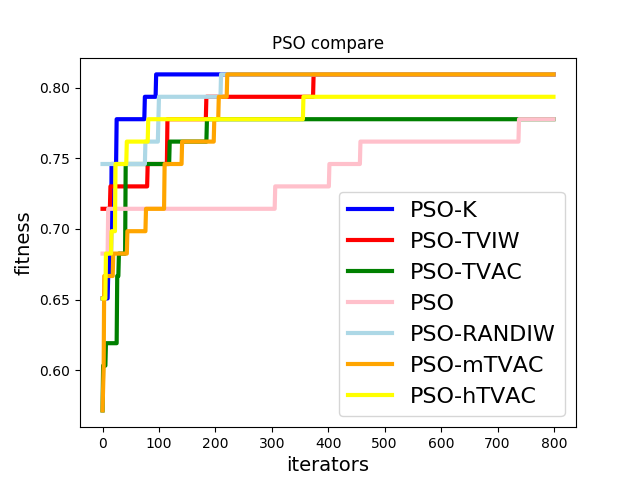 PSO compare
fitness
0.80
0.75
0.70
0.65
0.60
PSO-K
PSO-TVIW
PSO-TVAC
PSO
PSO-RANDIW
PSO-mTVAC
PSO-hTVAC
0 100 200 300 400 500 600 700 800
iterators